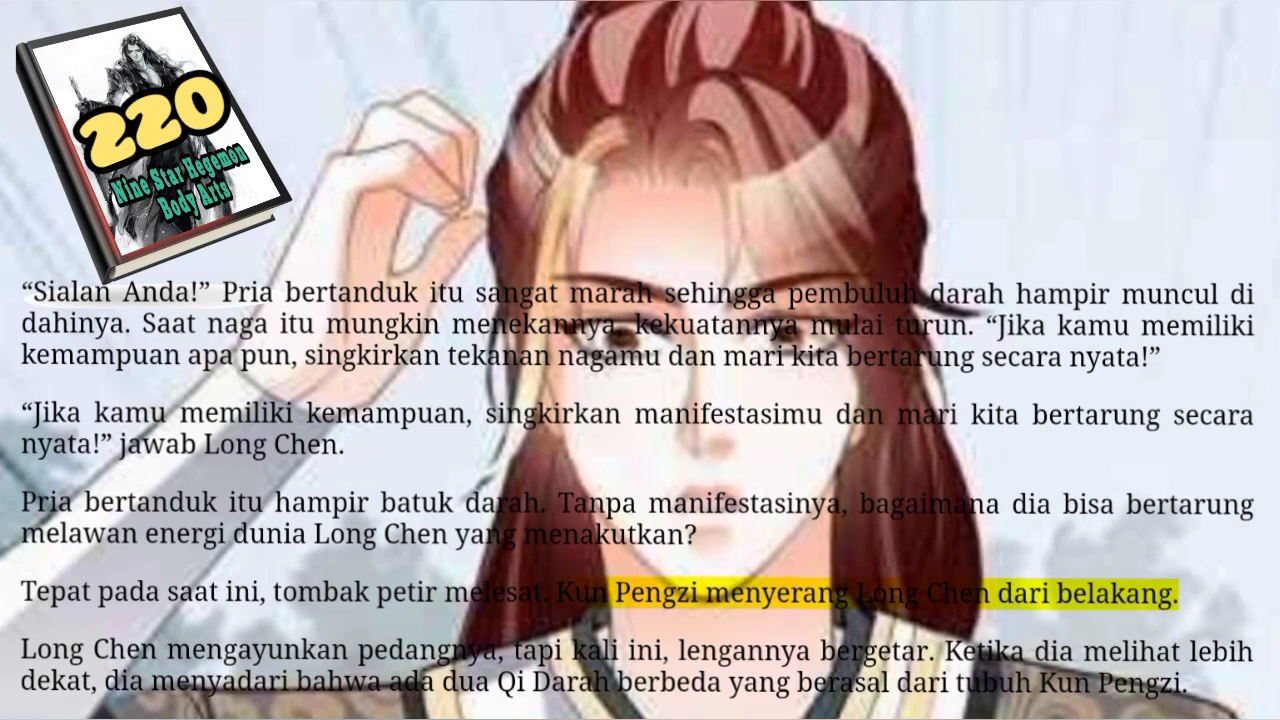 220
Nine Star Hegemon
Body Arts
“Sialan Anda!” Pria bertanduk itu sangat marah sehingga pembuluh darah hampir muncul di
dahinya. Saat naga itu mungkin menekannya, kekuatannya mulai turun. “Jika kamu memiliki
kemampuan apa pun, singkirkan tekanan nagamu dan mari kita bertarung secara nyata!”
“Jika kamu memiliki kemampuan, singkirkan manifestasimu dan mari kita bertarung secara
nyata!” jawab Long Chen.
Pria bertanduk itu hampir batuk darah. Tanpa manifestasinya, bagaimana dia bisa bertarung
melawan energi dunia Long Chen yang menakutkan?
Tepat pada saat ini, tombak petir melesat. Kun Pengzi menyerang Long Chen dari belakang.
Long Chen mengayunkan pedangnya, tapi kali ini, lengannya bergetar. Ketika dia melihat lebih
dekat, dia menyadari bahwa ada dua Qi Darah berbeda yang berasal dari tubuh Kun Pengzi.